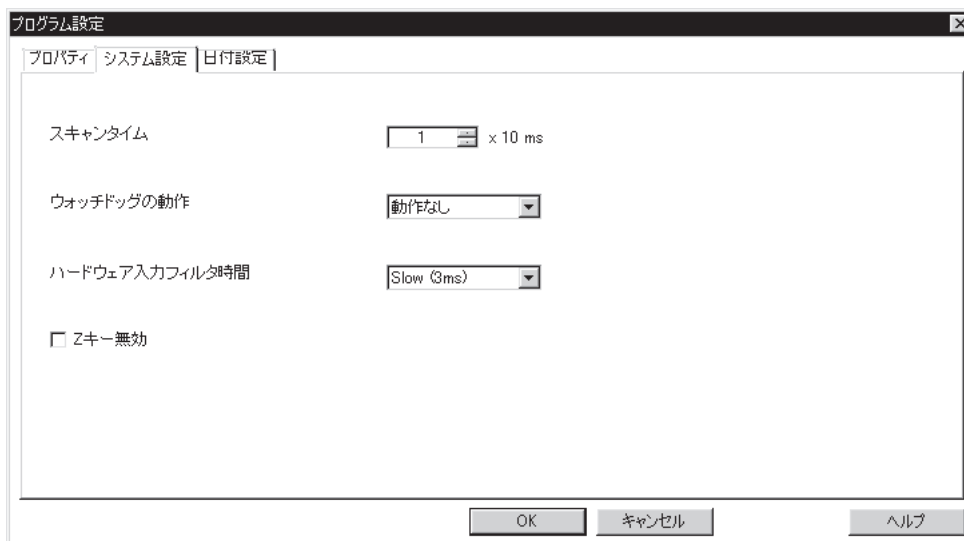 プログラム設定
プロパティ システム設定 日付設定
スキャンタイム 1 x 10 ms
ウォッチドッグの動作 動作なし
ハードウェア入力フィルタ時間 Slow (3ms)
Zキー無効
OK キャンセル ヘルプ